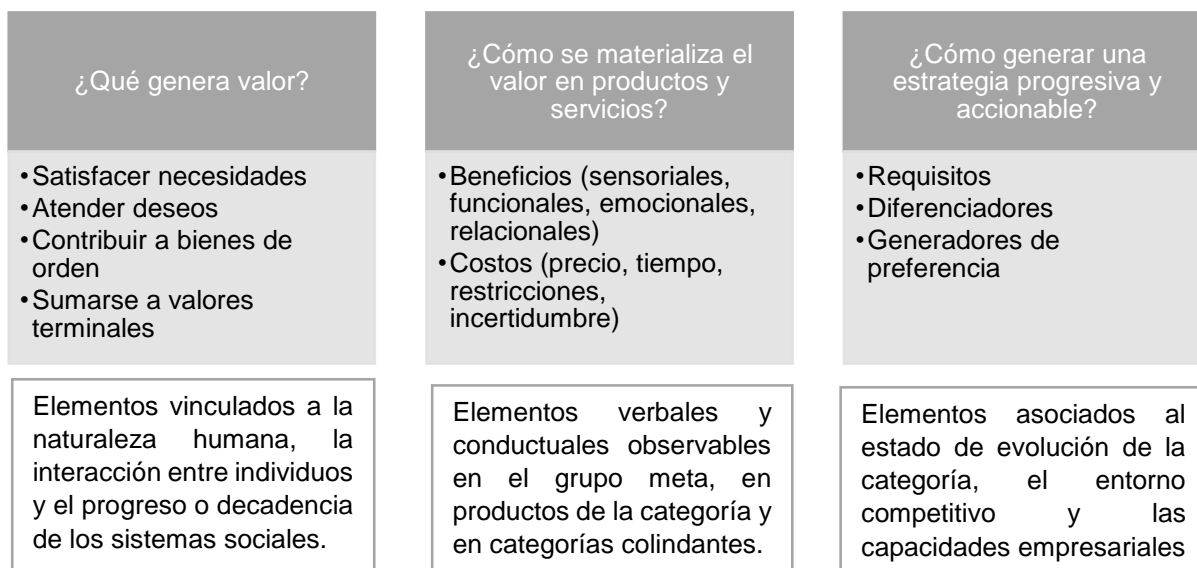 ¿Qué genera valor?
•Satisfacer necesidades
•Atender deseos
•Contribuir a bienes de
orden
•Sumarse a valores
terminales
Elementos vinculados a la
naturaleza humana, la
interacción entre individuos
y el progreso o decadencia
de los sistemas sociales.
¿Cómo se materializa el
valor en productos y
servicios?
•Beneficios (sensoriales,
funcionales, emocionales,
relacionales)
•Costos (precio, tiempo,
restricciones,
incertidumbre)
Elementos verbales y
conductuales observables
en el grupo meta, en
productos de la categoría y
en categorías colindantes.
¿Cómo generar una
estrategia progresiva y
accionable?
•Requisitos
•Diferenciadores
•Generadores de
preferencia
Elementos asociados al
estado de evolución de la
categoría, el entorno
competitivo y las
capacidades empresariales